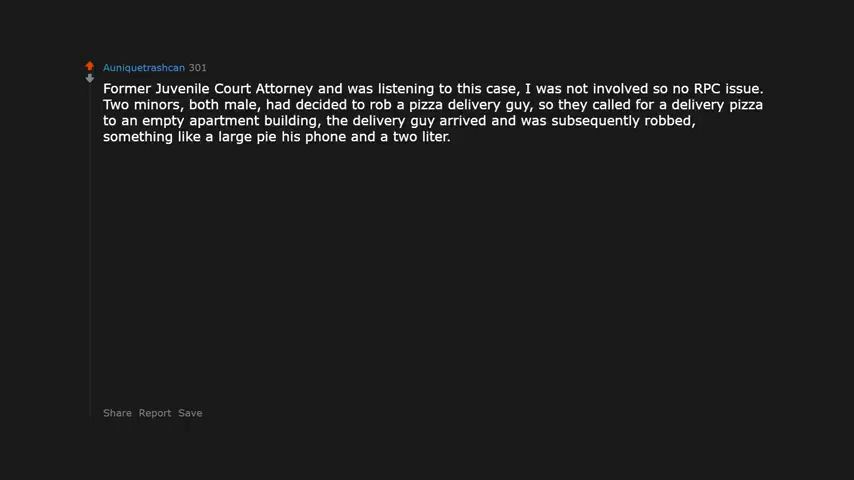 Auniquetrashcan 301
Former Juvenile Court Attorney and was listening to this case, I was not involved so no RPC issue.
Two minors, both male, had decided to rob a pizza delivery guy, so they called for a delivery pizza
to an empty apartment building, the delivery guy arrived and was subsequently robbed,
something like a large pie his phone and a two liter.
Share Report Save